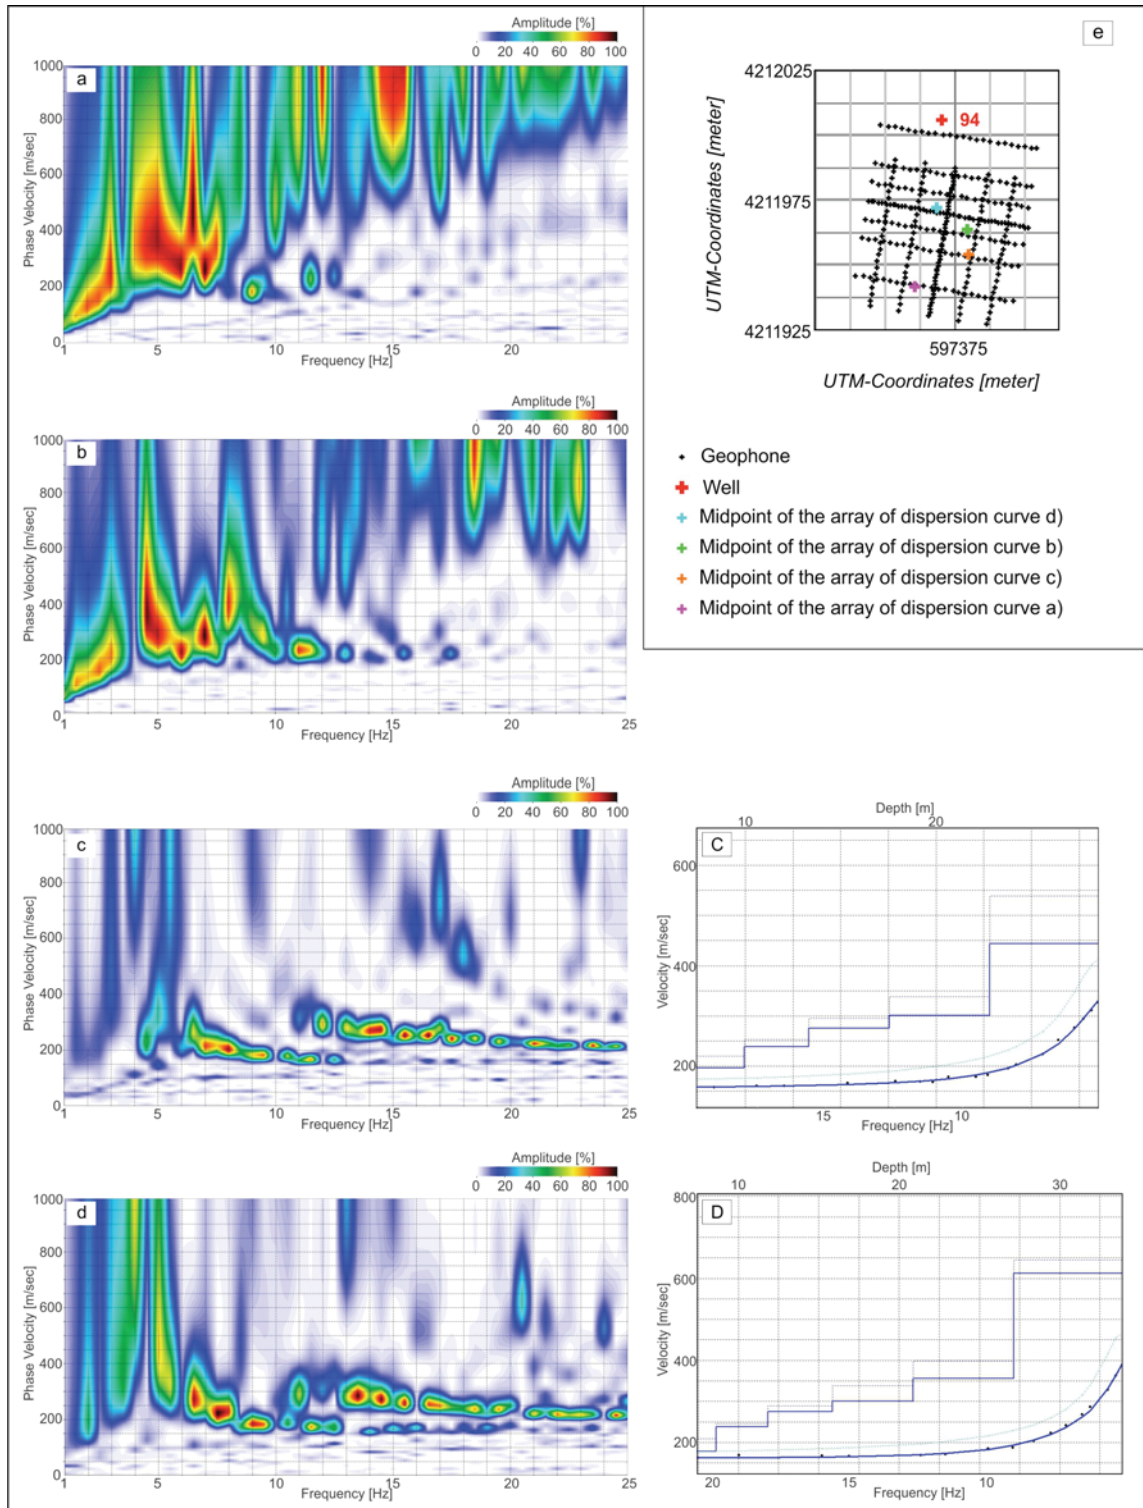 Amplitude [%]
0 20 40 60 80 100
a
1000
800
600
400
200
0
Phase Velocity [m/sec]
1 5 10 15 20 25
Frequency [Hz]
e
4212025
4211975
4211925
UTM-Coordinates [meter]
94
597375
UTM-Coordinates [meter]
Geophone
Well
Midpoint of the array of dispersion curve d)
Midpoint of the array of dispersion curve b)
Midpoint of the array of dispersion curve c)
Midpoint of the array of dispersion curve a)
Amplitude [%]
0 20 40 60 80 100
b
1000
800
600
400
200
0
Phase Velocity [m/sec]
1 5 10 15 20 25
Frequency [Hz]
Amplitude [%]
0 20 40 60 80 100
c
1000
800
600
400
200
0
Phase Velocity [m/sec]
1 5 10 15 20 25
Frequency [Hz]
Depth [m]
10 20
C
600
400
200
Velocity [m/sec]
15 10
Frequency [Hz]
Amplitude [%]
0 20 40 60 80 100
d
1000
800
600
400
200
0
Phase Velocity [m/sec]
1 5 10 15 20 25
Frequency [Hz]
Depth [m]
10 20 30
D
800
600
400
200
Velocity [m/sec]
20 15 10
Frequency [Hz]